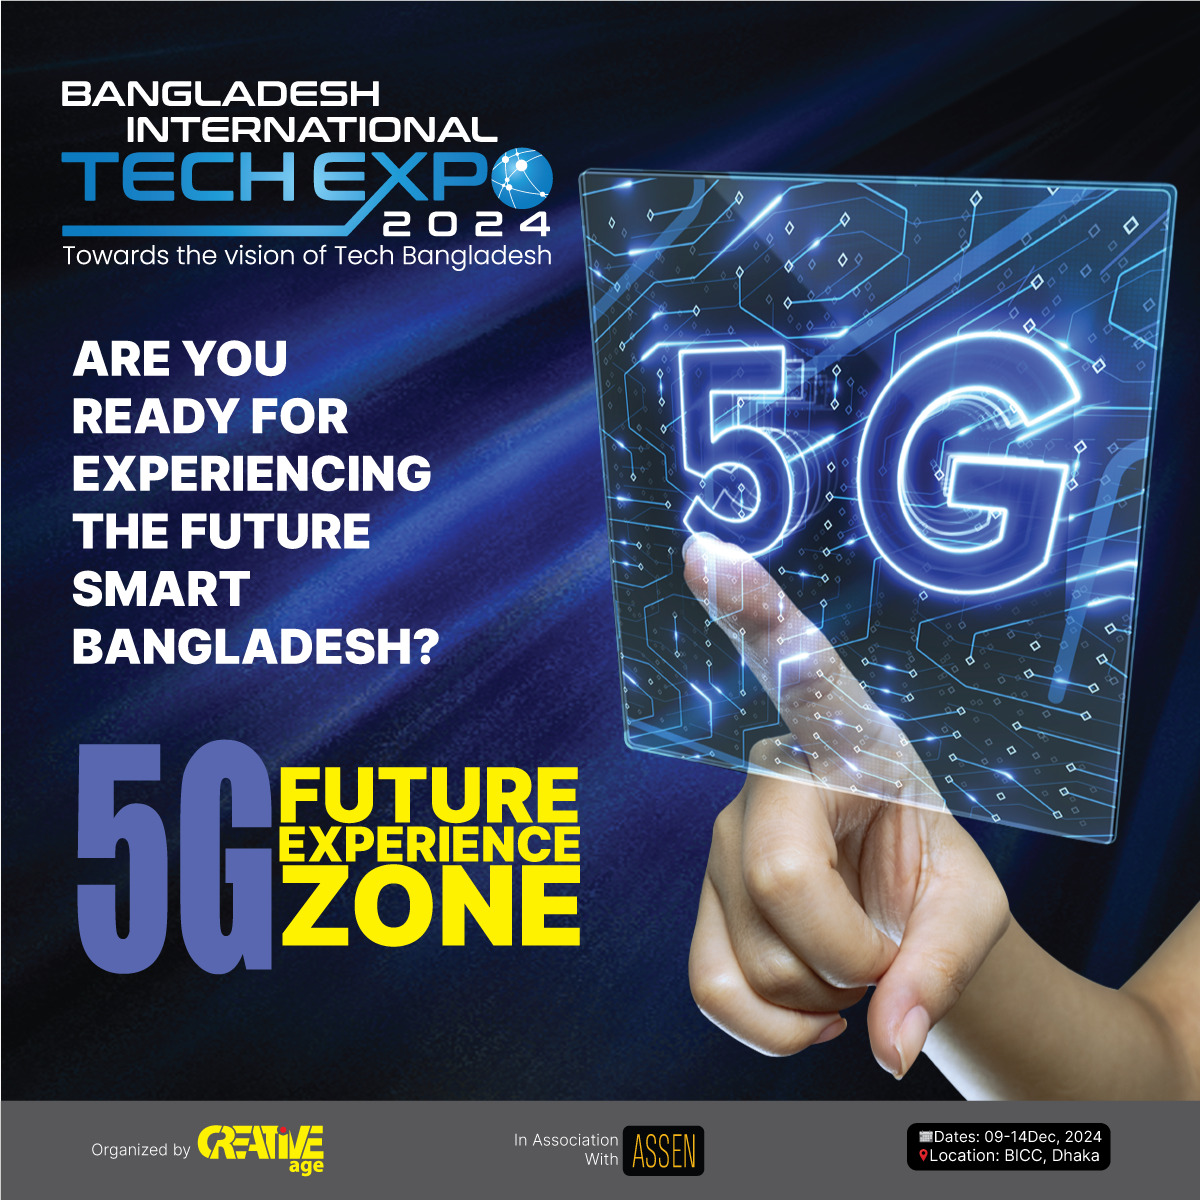 BANGLADESH
INTERNATIONAL
TECH EXPO
2024
Towards the vision of Tech Bangladesh
ARE YOU
READY FOR
EXPERIENCING
THE FUTURE
SMART
BANGLADESH?
5G
FUTURE
EXPERIENCE
ZONE
5G
Organized by CREATIVE
age
In Association
With ASSEN
Dates: 09-14Dec, 2024
Location: BICC, Dhaka